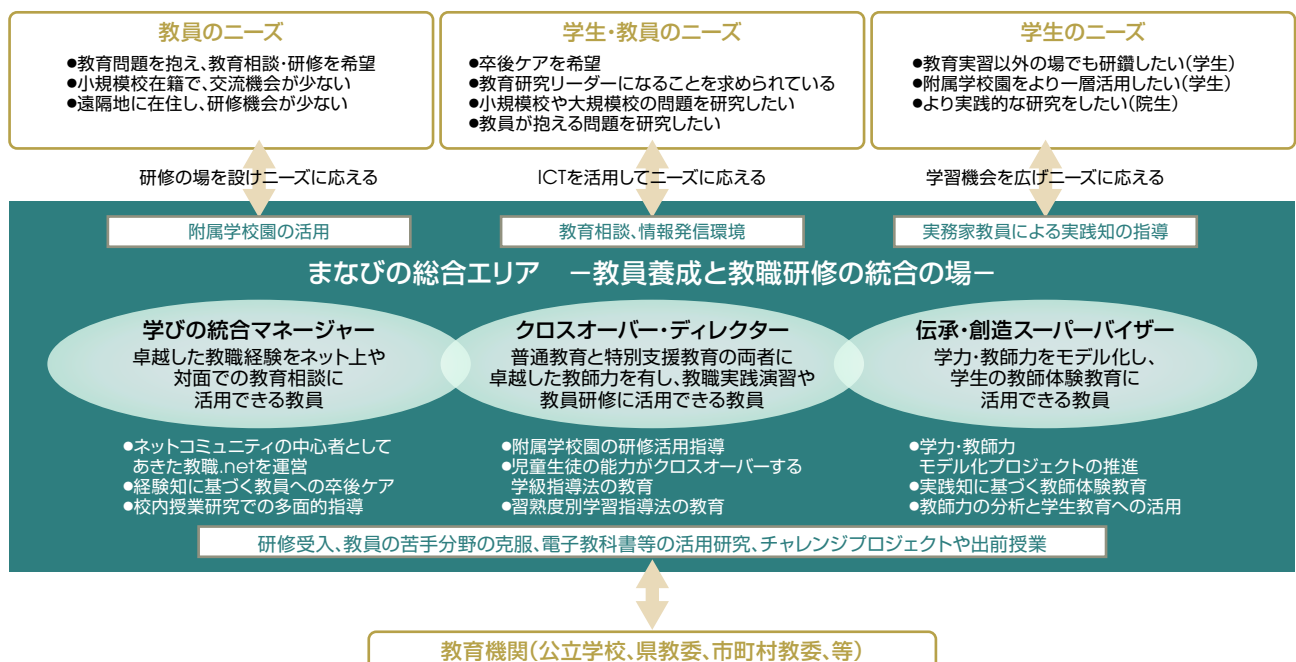 教員のニーズ
●教育問題を抱え、教育相談・研修を希望
●小規模校在籍で、交流機会が少ない
●遠隔地に在住し、研修機会が少ない
学生・教員のニーズ
●卒後ケアを希望
●教育研究リーダーになることを求められている
●小規模校や大規模校の問題を研究したい
●教員が抱える問題を研究したい
学生のニーズ
●教育実習以外の場でも研鑽したい(学生)
●附属学校園をより一層活用したい(学生)
●より実践的な研究をしたい(院生)
研修の場を設けニーズに応える
ICTを活用してニーズに応える
学習機会を広げニーズに応える
附属学校園の活用
教育相談、情報発信環境
実務家教員による実践知の指導
まなびの総合エリア －教員養成と教職研修の統合の場－
学びの統合マネージャー
卓越した教職経験をネット上や
対面での教育相談に
活用できる教員
クロスオーバー・ディレクター
普通教育と特別支援教育の両者に
卓越した教師力を有し、教職実践演習や
教員研修に活用できる教員
伝承・創造スーパーバイザー
学力・教師力をモデル化し、
学生の教師体験教育に
活用できる教員
●ネットコミュニティの中心者として
あきた教職.netを運営
●経験知に基づく教員への卒後ケア
●校内授業研究での多面的指導
●附属学校園の研修活用指導
●児童生徒の能力がクロスオーバーする
学級指導法の教育
●習熟度別学習指導法の教育
●学力・教師力
モデル化プロジェクトの推進
●実践知に基づく教師体験教育
●教師力の分析と学生教育への活用
研修受入、教員の苦手分野の克服、電子教科書等の活用研究、チャレンジプロジェクトや出前授業
教育機関(公立学校、県教委、市町村教委、等)